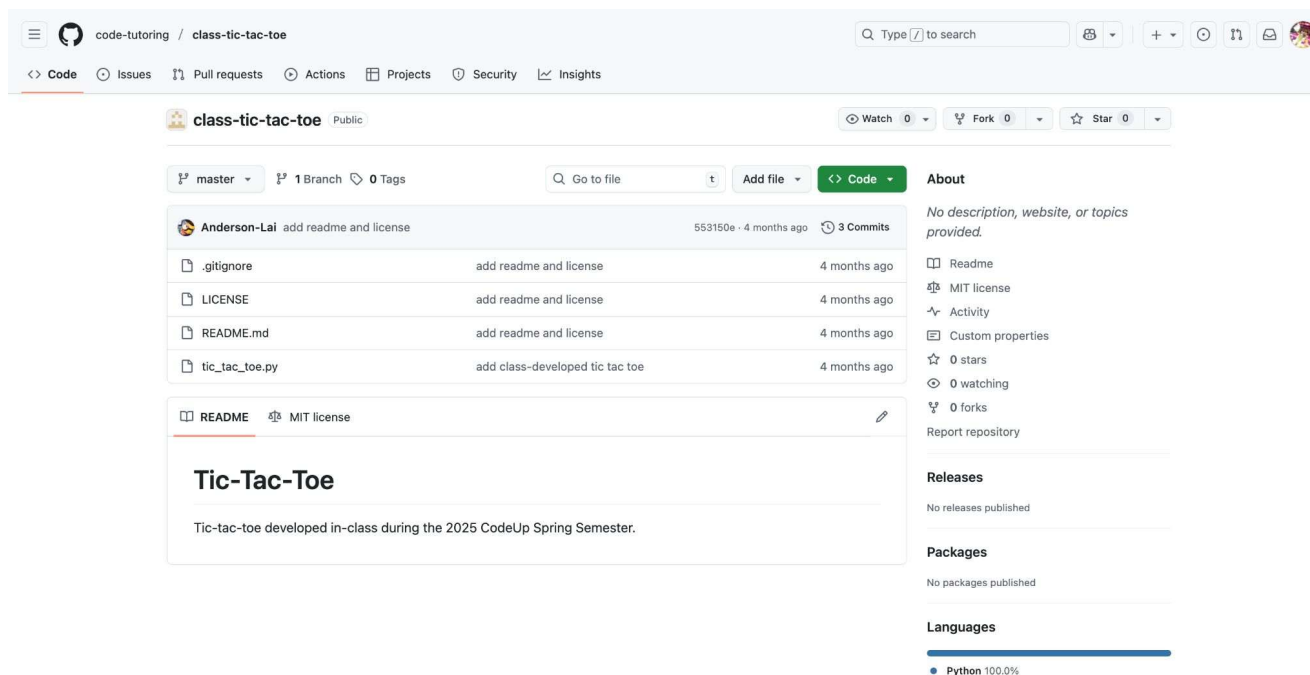 code-tutoring / class-tic-tac-toe
Type / to search
Code Issues Pull requests Actions Projects Security Insights
class-tic-tac-toe Public
Watch 0 Fork 0 Star 0
master 1 Branch 0 Tags Go to file t Add file Code
About
No description, website, or topics
provided.
Anderson-Lai add readme and license 553150e · 4 months ago 3 Commits
.gitignore add readme and license 4 months ago
LICENSE add readme and license 4 months ago
README.md add readme and license 4 months ago
tic_tac_toe.py add class-developed tic tac toe 4 months ago
Readme
MIT license
Activity
Custom properties
0 stars
0 watching
0 forks
Report repository
README MIT license
Tic-Tac-Toe
Tic-tac-toe developed in-class during the 2025 CodeUp Spring Semester.
Releases
No releases published
Packages
No packages published
Languages
Python 100.0%